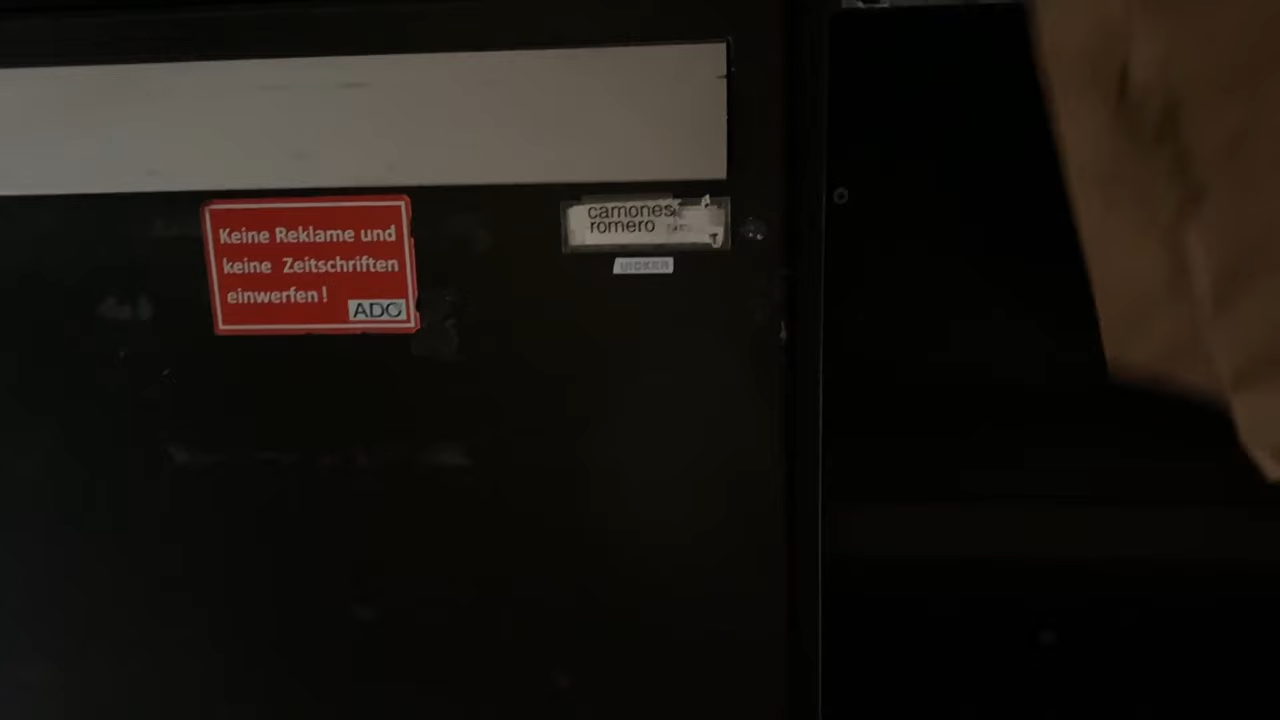 Keine Reklame und
keine Zeitschriften
einwerfen!
ADO
camones
romero